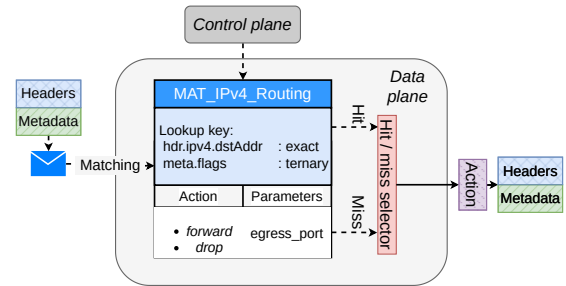 Control plane
Headers
Metadata
Matching
MAT_IPv4_Routing
Lookup key:
hdr.ipv4.dstAddr : exact
meta.flags : ternary
Action Parameters
• forward
• drop
egress_port
Data
plane
Hit
Miss
Hit / miss selector
Action
Headers
Metadata